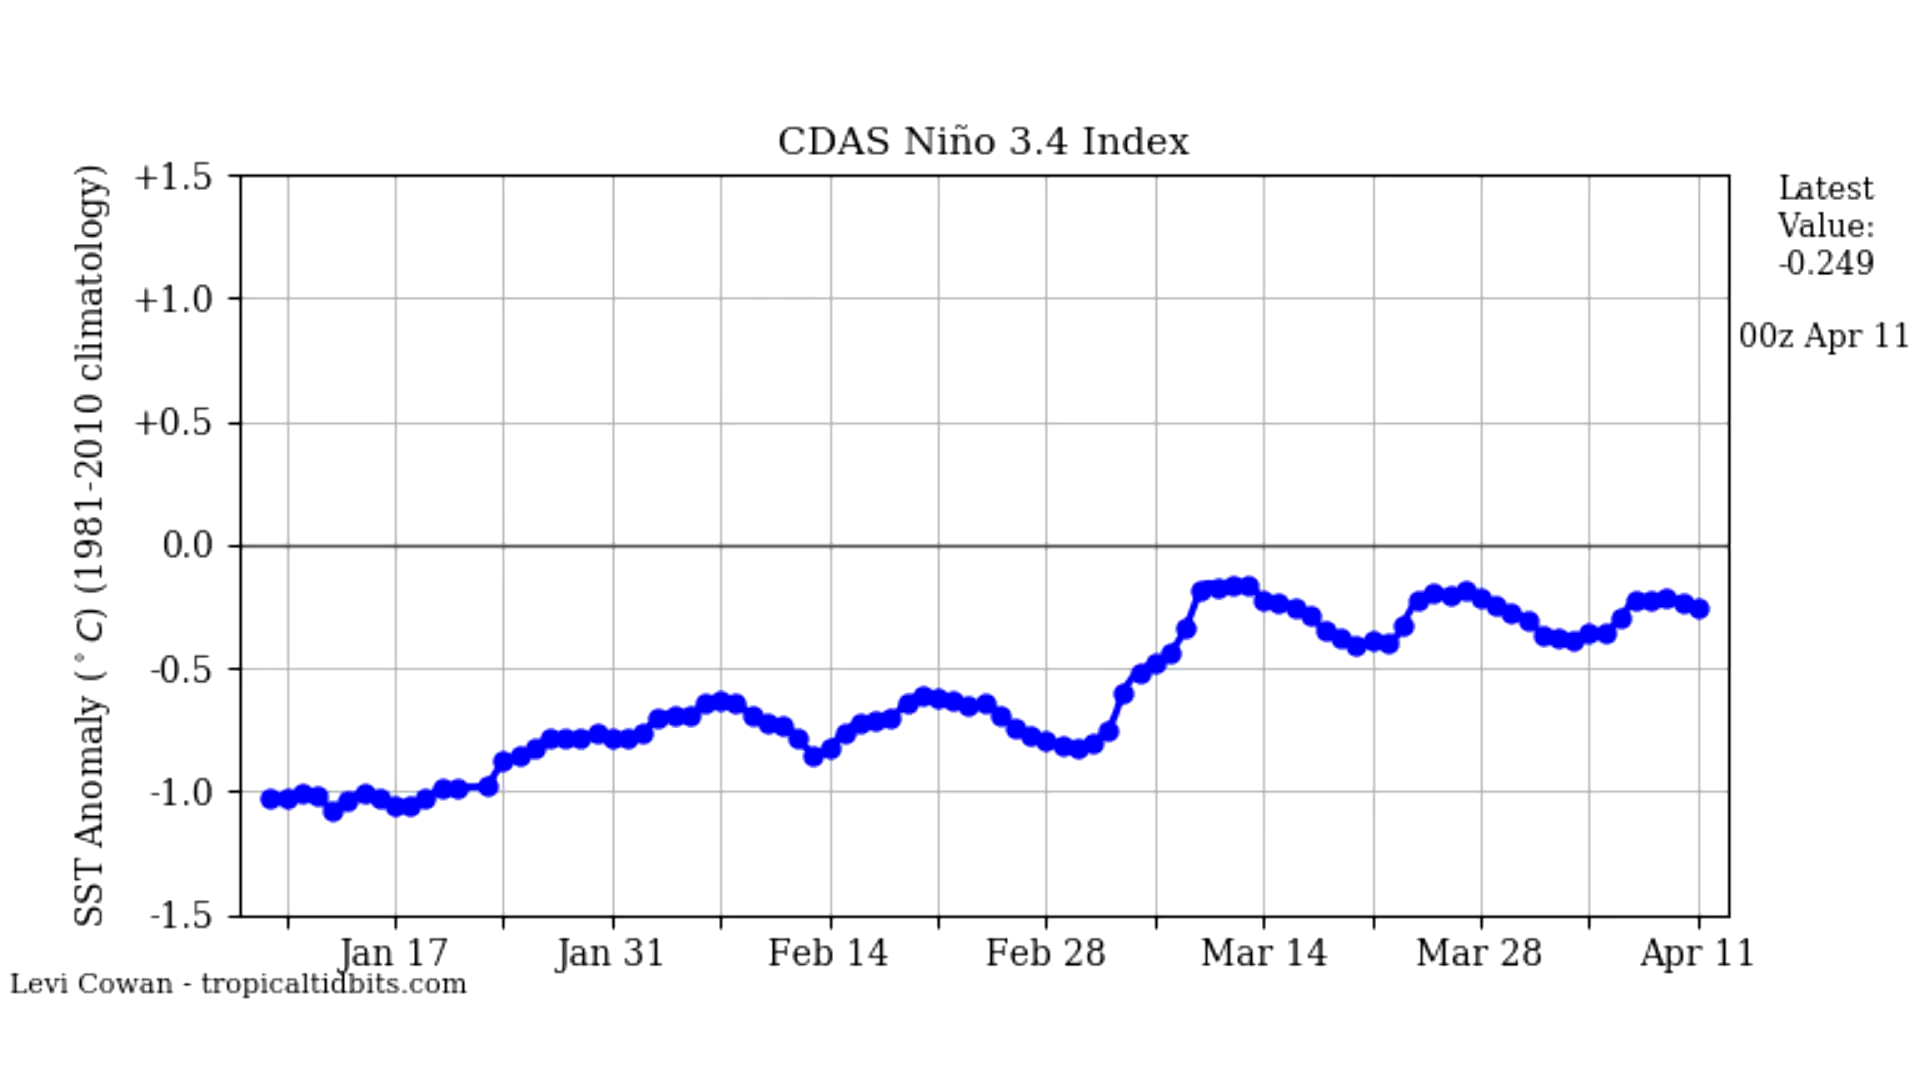 CDAS Niño 3.4 Index
SST Anomaly (°C) (1981-2010 climatology)
+1.5
+1.0
+0.5
0.0
-0.5
-1.0
-1.5
Jan 17
Jan 31
Feb 14
Feb 28
Mar 14
Mar 28
Apr 11
Latest
Value:
-0.249
00z Apr 11
Levi Cowan - tropicaltidbits.com